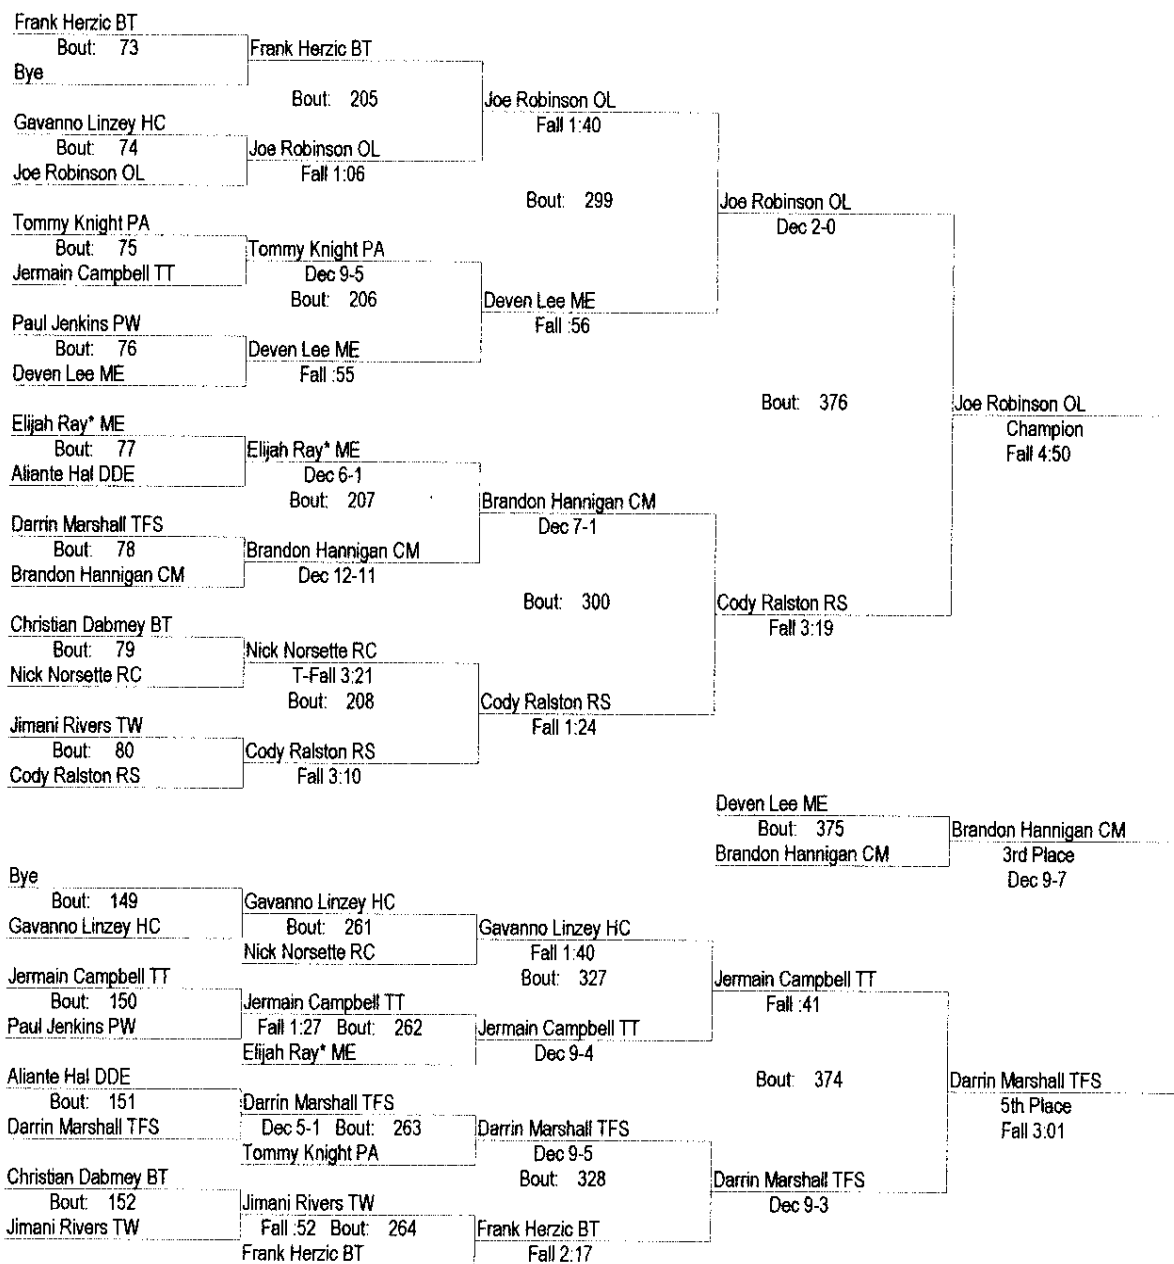 Frank Herzic BT
Bout: 73
Frank Herzic BT
Bye
Bout: 205
Joe Robinson OL
Fall 1:40
Gavanno Linzey HC
Bout: 74
Joe Robinson OL
Joe Robinson OL
Fall 1:06
Bout: 299
Joe Robinson OL
Dec 2-0
Tommy Knight PA
Bout: 75
Tommy Knight PA
Jermain Campbell TT
Dec 9-5
Bout: 206
Deven Lee ME
Fall :56
Paul Jenkins PW
Bout: 76
Deven Lee ME
Deven Lee ME
Fall :55
Bout: 376
Joe Robinson OL
Champion
Fall 4:50
Elijah Ray* ME
Bout: 77
Elijah Ray* ME
Aliante Hal DDE
Dec 6-1
Bout: 207
Brandon Hannigan CM
Dec 7-1
Darrin Marshall TFS
Bout: 78
Brandon Hannigan CM
Brandon Hannigan CM
Dec 12-11
Bout: 300
Cody Ralston RS
Fall 3:19
Christian Dabmey BT
Bout: 79
Nick Norsette RC
Nick Norsette RC
T-Fall 3:21
Bout: 208
Cody Ralston RS
Fall 1:24
Jimani Rivers TW
Bout: 80
Cody Ralston RS
Cody Ralston RS
Fall 3:10
Deven Lee ME
Bout: 375
Brandon Hannigan CM
Brandon Hannigan CM
3rd Place
Dec 9-7
Bye
Bout: 149
Gavanno Linzey HC
Gavanno Linzey HC
Bout: 261
Nick Norsette RC
Gavanno Linzey HC
Fall 1:40
Bout: 327
Jermain Campbell TT
Fall :41
Jermain Campbell TT
Bout: 150
Paul Jenkins PW
Jermain Campbell TT
Fall 1:27 Bout: 262
Elijah Ray* ME
Jermain Campbell TT
Dec 9-4
Bout: 374
Darrin Marshall TFS
5th Place
Fall 3:01
Aliante Hal DDE
Bout: 151
Darrin Marshall TFS
Darrin Marshall TFS
Dec 5-1 Bout: 263
Tommy Knight PA
Darrin Marshall TFS
Dec 9-5
Bout: 328
Darrin Marshall TFS
Dec 9-3
Christian Dabmey BT
Bout: 152
Jimani Rivers TW
Jimani Rivers TW
Fall :52 Bout: 264
Frank Herzic BT
Frank Herzic BT
Fall 2:17